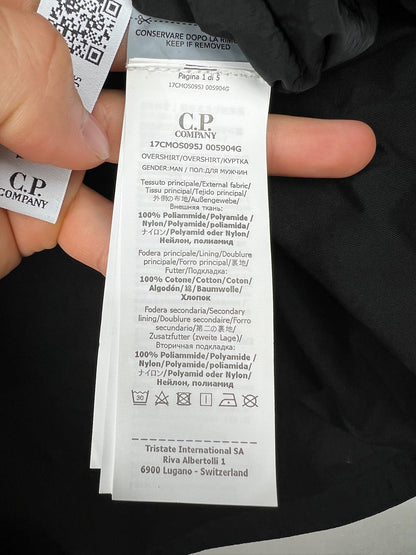 CONSERVARE DOPO LA RIM
KEEP IF REMOVED
Pagina 1 di 5
17CMOS095J 005904G
C.P.
COMPANY
17CMOS095J 005904G
OVERSHIRT/OVERSHIRT/КУРТКА
GENDER:MAN / ПОЛ:ДЛЯ МУЖЧИН
Tessuto principale/External fabric/
Tissu principal/Tejido principal/
外側の布地/Außengewebe/
Внешняя ткань:
100% Poliammide/Polyamide /
Nylon/Polyamide/poliamida
/ナイロン/Polyamid oder Nylon/
Нейлон, полиамид
Fodera principale/Lining/Doublure
principale/Forro principal/裏地/
Futter/Подкладка:
100% Cotone/Cotton/Coton/
Algodón/綿/Baumwolle/
Хлопок
Fodera secondaria/Secondary
lining/Doublure secondaire/Forro
secundario/第二の裏地/
Zusatzfutter (zweite Lage)/
Вторичная подкладка:
100% Poliammide/Polyamide /
Nylon/Polyamide/poliamida
/ナイロン/Polyamid oder Nylon/
Нейлон, полиамид
30
Tristate International SA
Riva Albertolli 1
6900 Lugano - Switzerland
C.P.
COMPANY